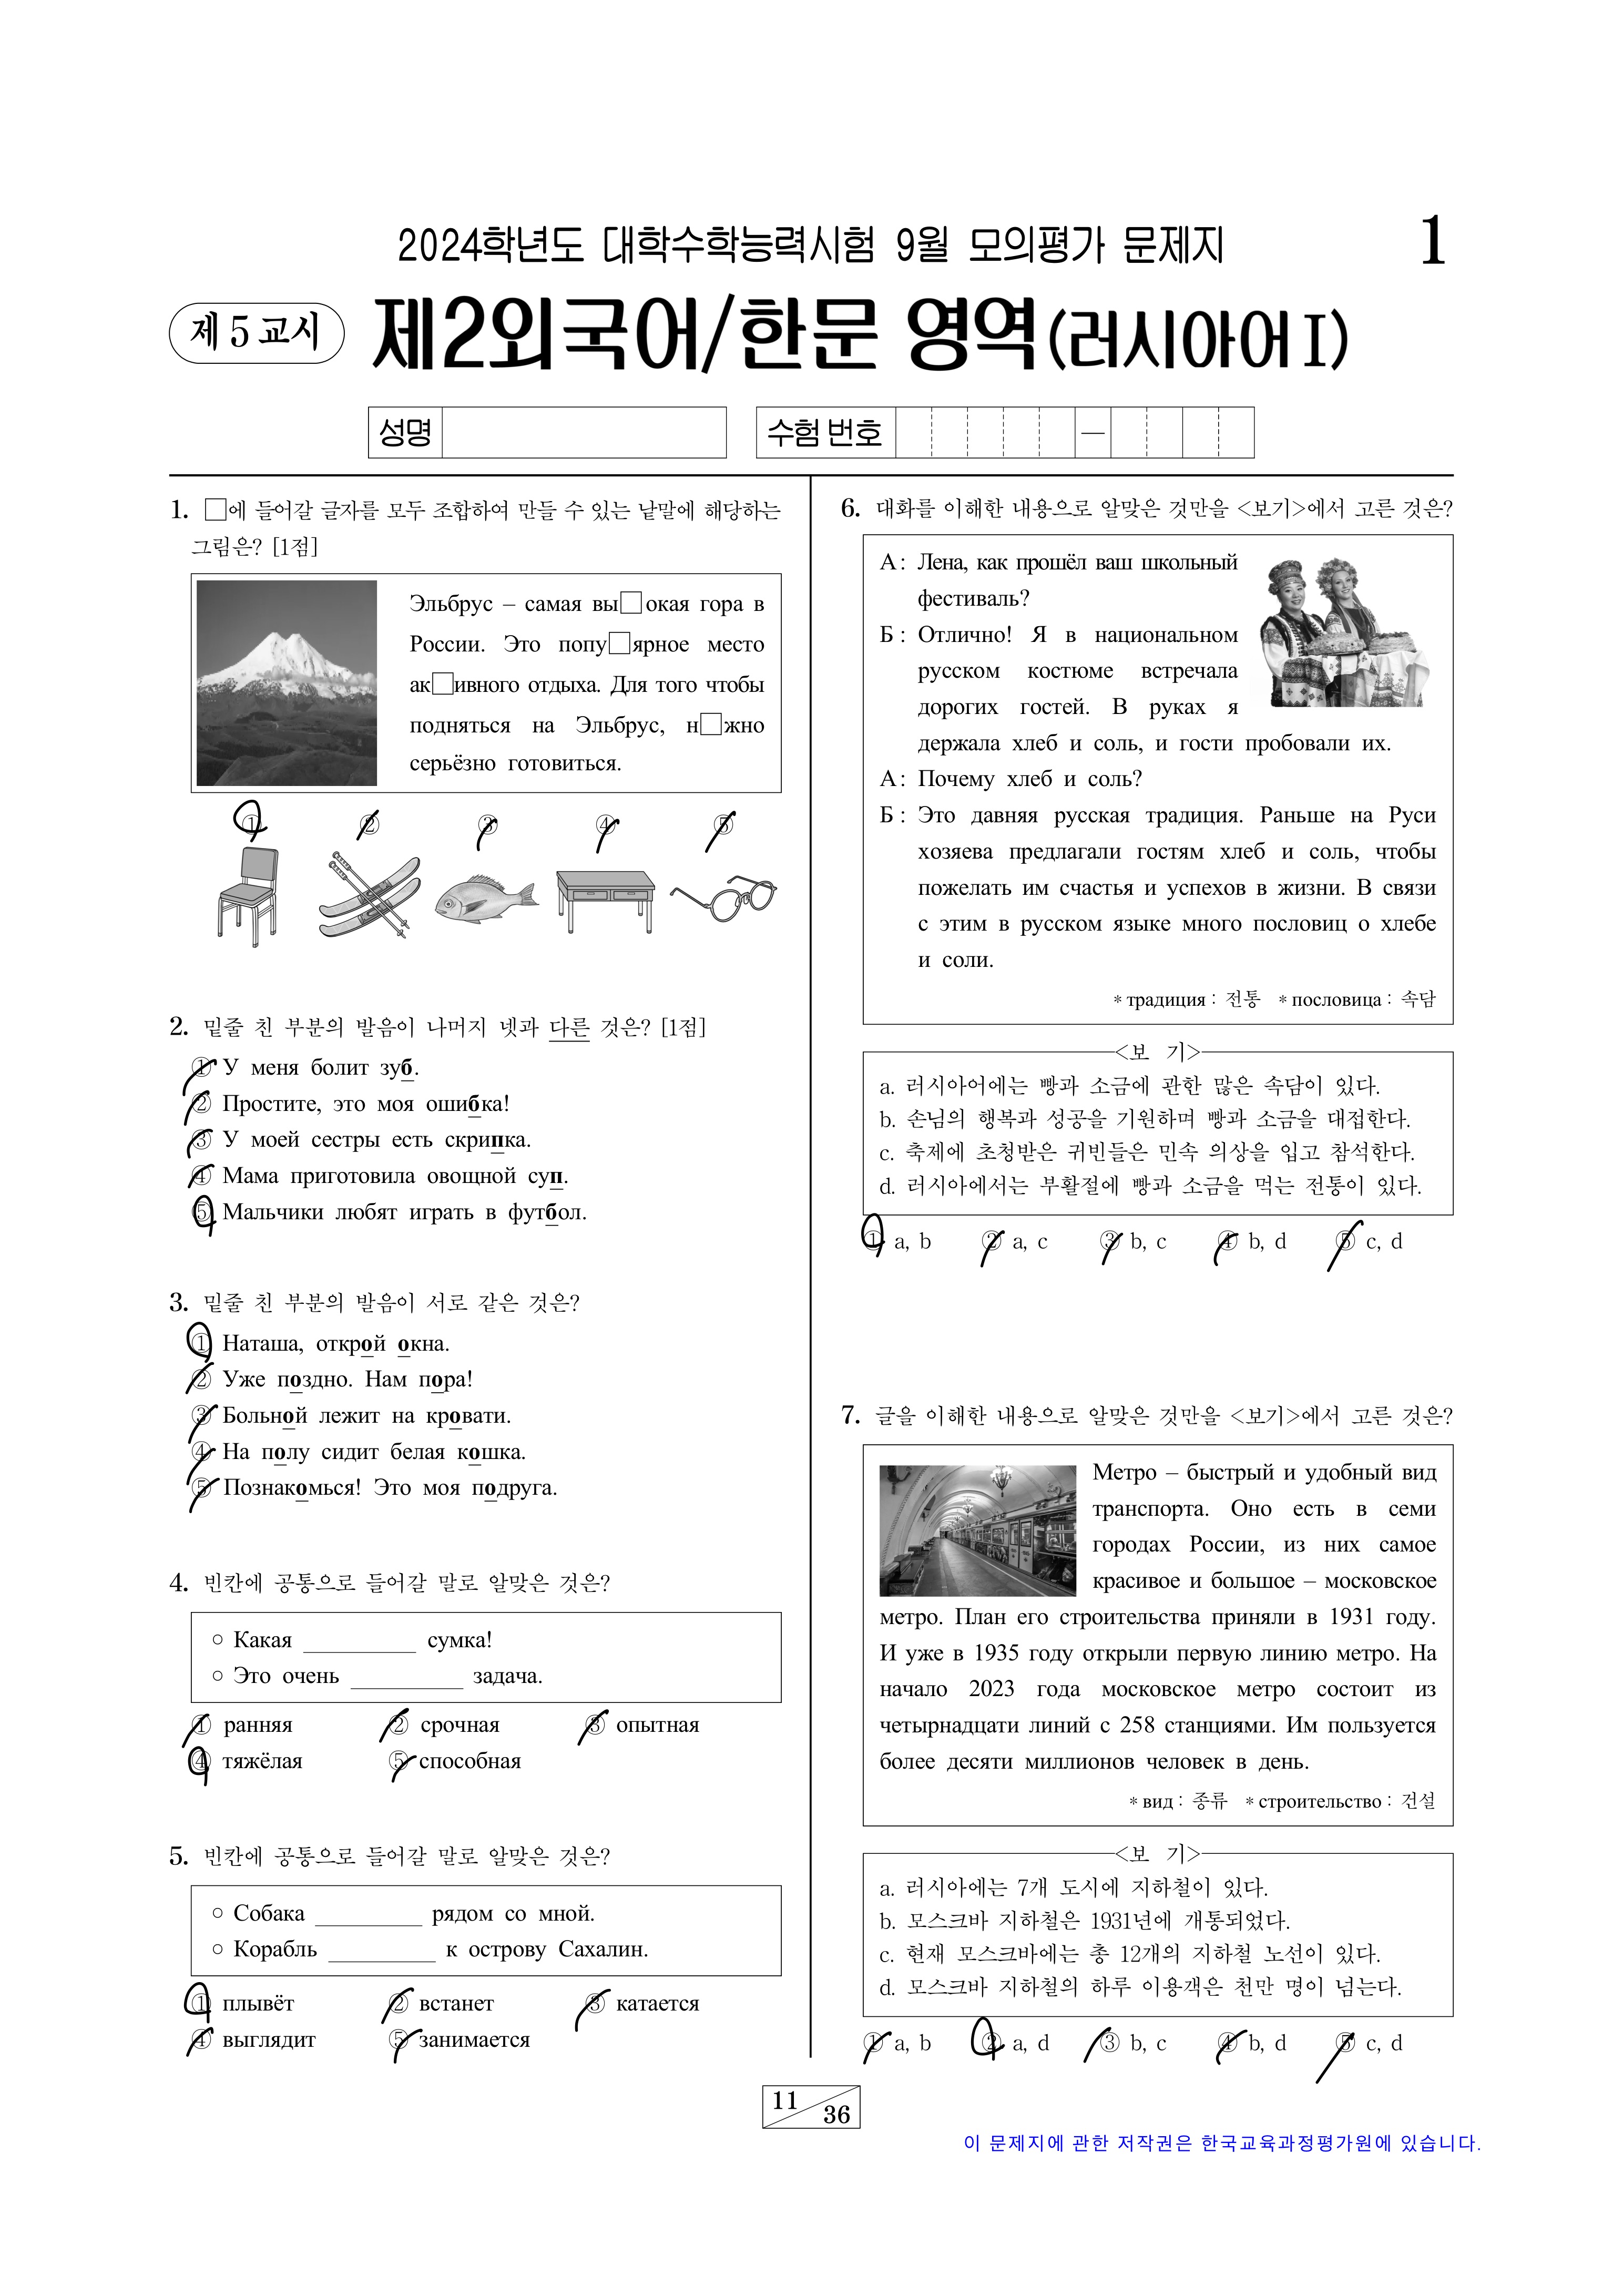 2024학년도 대학수학능력시험 9월 모의평가 문제지
1
제 5 교시
제2외국어/한문 영역(러시아어Ⅰ)
성명
수험 번호
—
1. □에 들어갈 글자를 모두 조합하여 만들 수 있는 낱말에 해당하는
그림은? [1점]
Эльбрус – самая вы□окая гора в
России. Это попу□ярное место
ак□ивного отдыха. Для того чтобы
подняться на Эльбрус, н□жно
серьёзно готовиться.
① ② ③ ④ ⑤
2. 밑줄 친 부분의 발음이 나머지 넷과 다른 것은? [1점]
① У меня болит зуб.
② Простите, это моя ошибка!
③ У моей сестры есть скрипка.
④ Мама приготовила овощной суп.
⑤ Мальчики любят играть в футбол.
3. 밑줄 친 부분의 발음이 서로 같은 것은?
① Наташа, открой окна.
② Уже поздно. Нам пора!
③ Больной лежит на кровати.
④ На полу сидит белая кошка.
⑤ Познакомься! Это моя подруга.
4. 빈칸에 공통으로 들어갈 말로 알맞은 것은?
○ Какая __________ сумка!
○ Это очень __________ задача.
① ранняя ② срочная ③ опытная
④ тяжёлая ⑤ способная
5. 빈칸에 공통으로 들어갈 말로 알맞은 것은?
○ Собака __________ рядом со мной.
○ Корабль __________ к острову Сахалин.
① плывёт ② встанет ③ катается
④ выглядит ⑤ занимается
6. 대화를 이해한 내용으로 알맞은 것만을 <보기>에서 고른 것은?
А : Лена, как прошёл ваш школьный
фестиваль?
Б : Отлично! Я в национальном
русском костюме встречала
дорогих гостей. В руках я
держала хлеб и соль, и гости пробовали их.
А : Почему хлеб и соль?
Б : Это давняя русская традиция. Раньше на Руси
хозяева предлагали гостям хлеб и соль, чтобы
пожелать им счастья и успехов в жизни. В связи
с этим в русском языке много пословиц о хлебе
и соли.
* традиция : 전통 * пословица : 속담
<보 기>
a. 러시아어에는 빵과 소금에 관한 많은 속담이 있다.
b. 손님의 행복과 성공을 기원하며 빵과 소금을 대접한다.
c. 축제에 초청받은 귀빈들은 민속 의상을 입고 참석한다.
d. 러시아에서는 부활절에 빵과 소금을 먹는 전통이 있다.
① a, b ② a, c ③ b, c ④ b, d ⑤ c, d
7. 글을 이해한 내용으로 알맞은 것만을 <보기>에서 고른 것은?
Метро – быстрый и удобный вид
транспорта. Оно есть в семи
городах России, из них самое
красивое и большое – московское
метро. План его строительства приняли в 1931 году.
И уже в 1935 году открыли первую линию метро. На
начало 2023 года московское метро состоит из
четырнадцати линий с 258 станциями. Им пользуется
более десяти миллионов человек в день.
* вид : 종류 * строительство : 건설
<보 기>
a. 러시아에는 7개 도시에 지하철이 있다.
b. 모스크바 지하철은 1931년에 개통되었다.
c. 현재 모스크바에는 총 12개의 지하철 노선이 있다.
d. 모스크바 지하철의 하루 이용객은 천만 명이 넘는다.
① a, b ② a, d ③ b, c ④ b, d ⑤ c, d
11
36
이 문제지에 관한 저작권은 한국교육과정평가원에 있습니다.